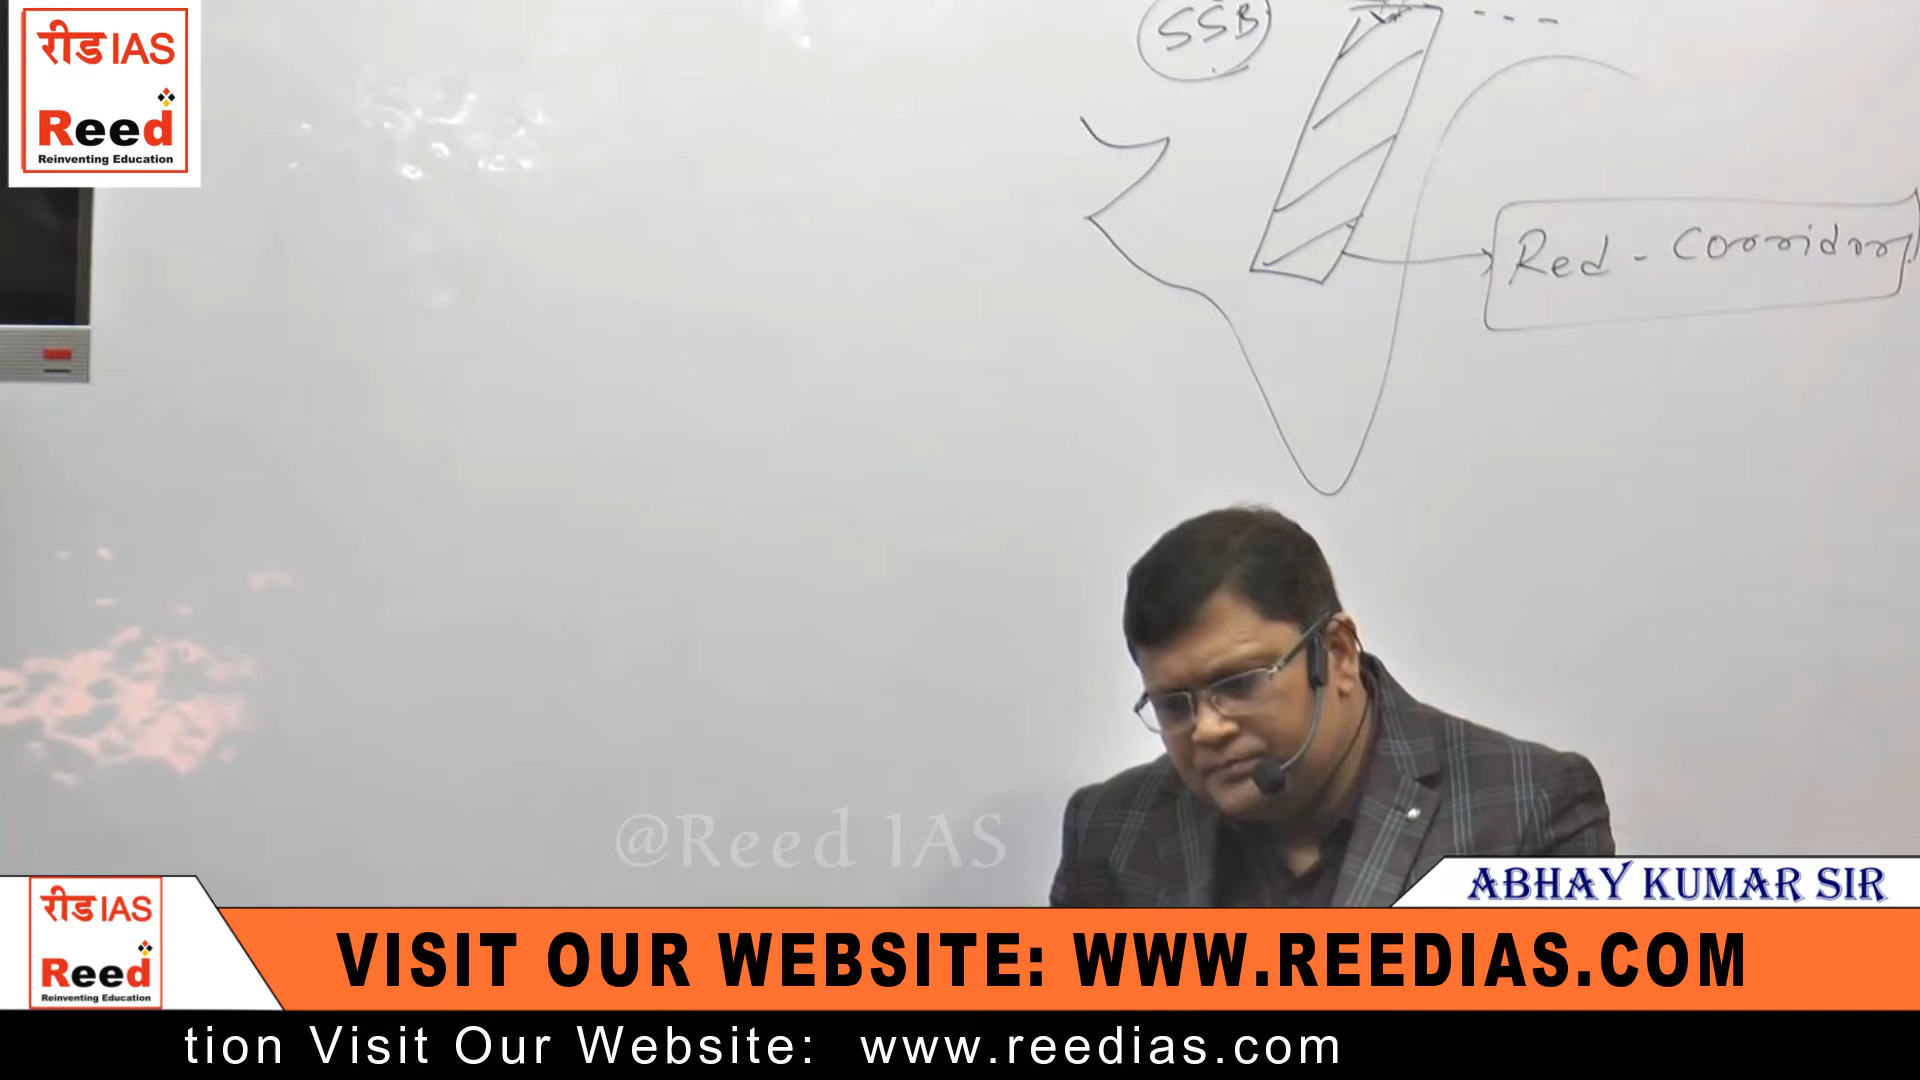 रीड IAS
Reed
Reinventing Education
SSB
Red - Corridor
@Reed IAS
ABHAY KUMAR SIR
रीड IAS
Reed
Reinventing Education
VISIT OUR WEBSITE: WWW.REEDIAS.COM
tion Visit Our Website: www.reedias.com